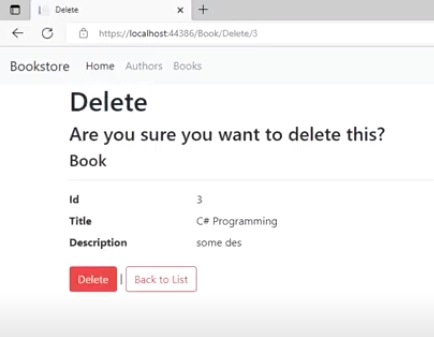 Delete
https://localhost:44386/Book/Delete/3
Bookstore Home Authors Books
Delete
Are you sure you want to delete this?
Book
Id 3
Title C# Programming
Description some des
Delete | Back to List